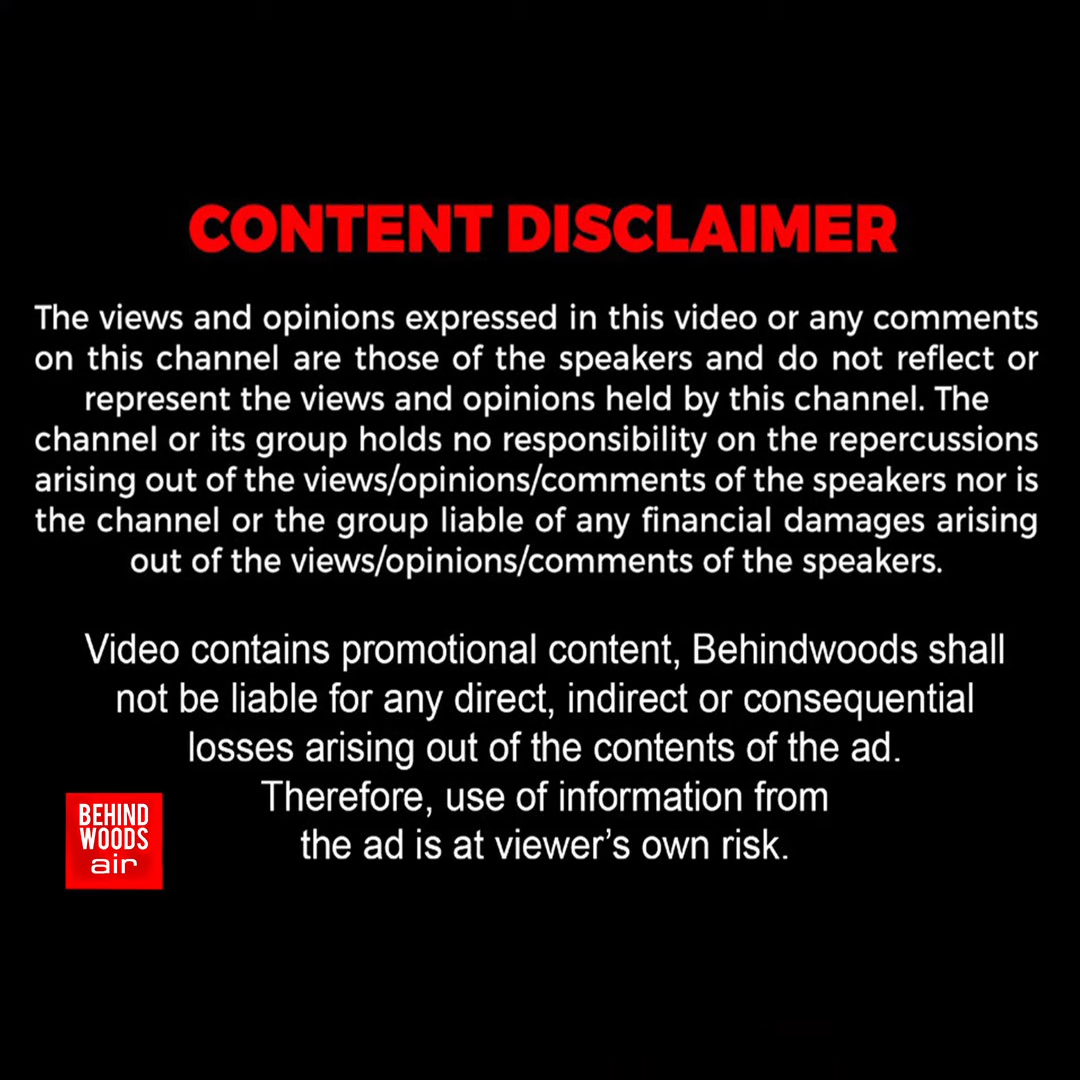 CONTENT DISCLAIMER
The views and opinions expressed in this video or any comments
on this channel are those of the speakers and do not reflect or
represent the views and opinions held by this channel. The
channel or its group holds no responsibility on the repercussions
arising out of the views/opinions/comments of the speakers nor is
the channel or the group liable of any financial damages arising
out of the views/opinions/comments of the speakers.
Video contains promotional content, Behindwoods shall
not be liable for any direct, indirect or consequential
losses arising out of the contents of the ad.
Therefore, use of information from
the ad is at viewer’s own risk.
BEHIND
WOODS
air